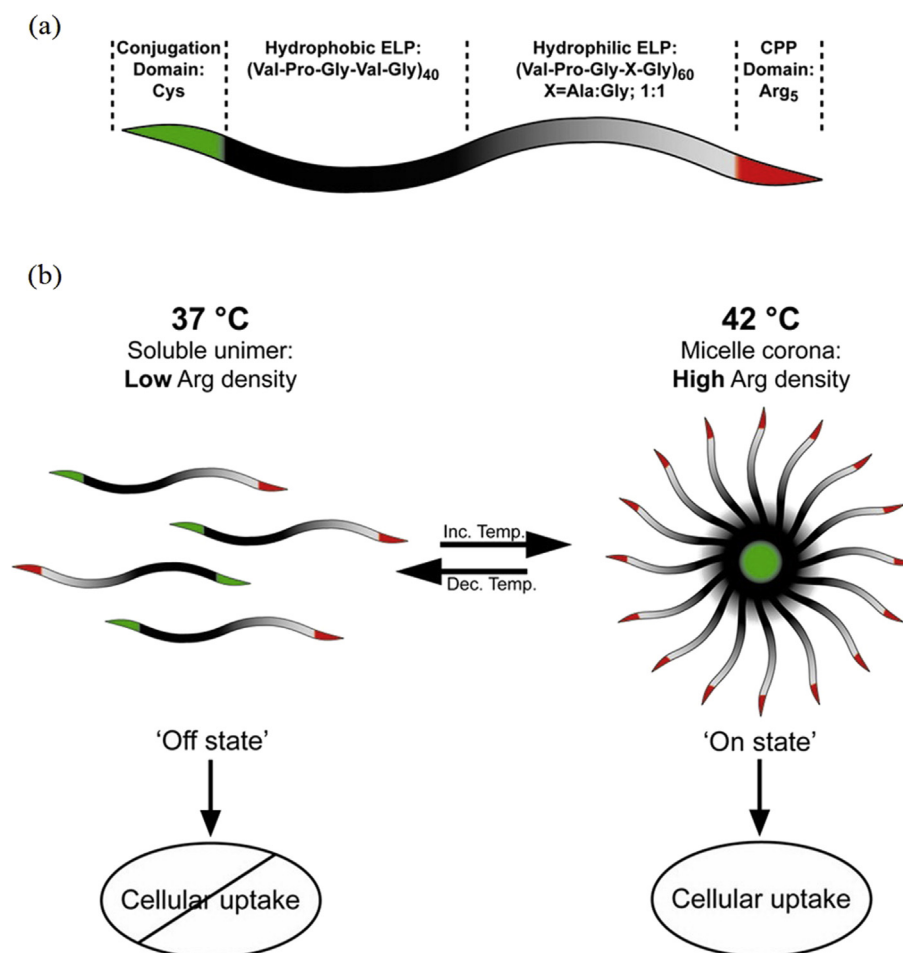 (a)
Conjugation Domain: Cys
Hydrophobic ELP: (Val-Pro-Gly-Val-Gly)40
Hydrophilic ELP: (Val-Pro-Gly-X-Gly)60 X=Ala:Gly; 1:1
CPP Domain: Arg5
(b)
37 °C
Soluble unimer:
Low Arg density
42 °C
Micelle corona:
High Arg density
Inc. Temp.
Dec. Temp.
'Off state'
'On state'
Cellular uptake
Cellular uptake